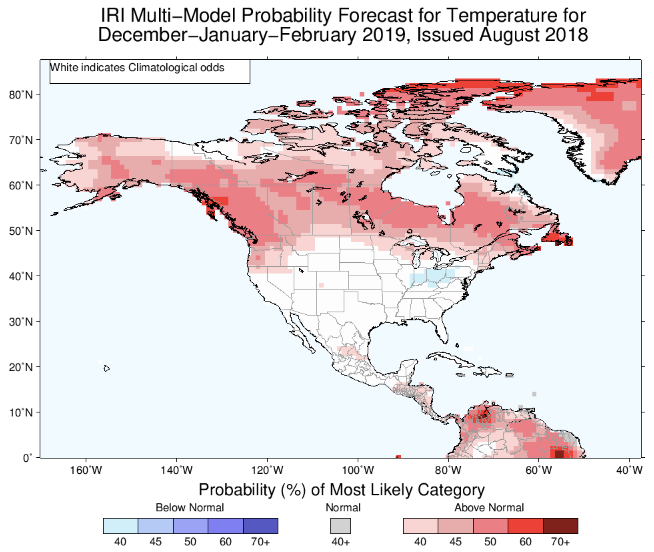 IRI Multi−Model Probability Forecast for Temperature for
December−January−February 2019, Issued August 2018
White indicates Climatological odds
80˚N
70˚N
60˚N
50˚N
40˚N
30˚N
20˚N
10˚N
0˚
160˚W 140˚W 120˚W 100˚W 80˚W 60˚W 40˚W
Probability (%) of Most Likely Category
Below Normal Normal Above Normal
40 45 50 60 70+ 40+ 40 45 50 60 70+